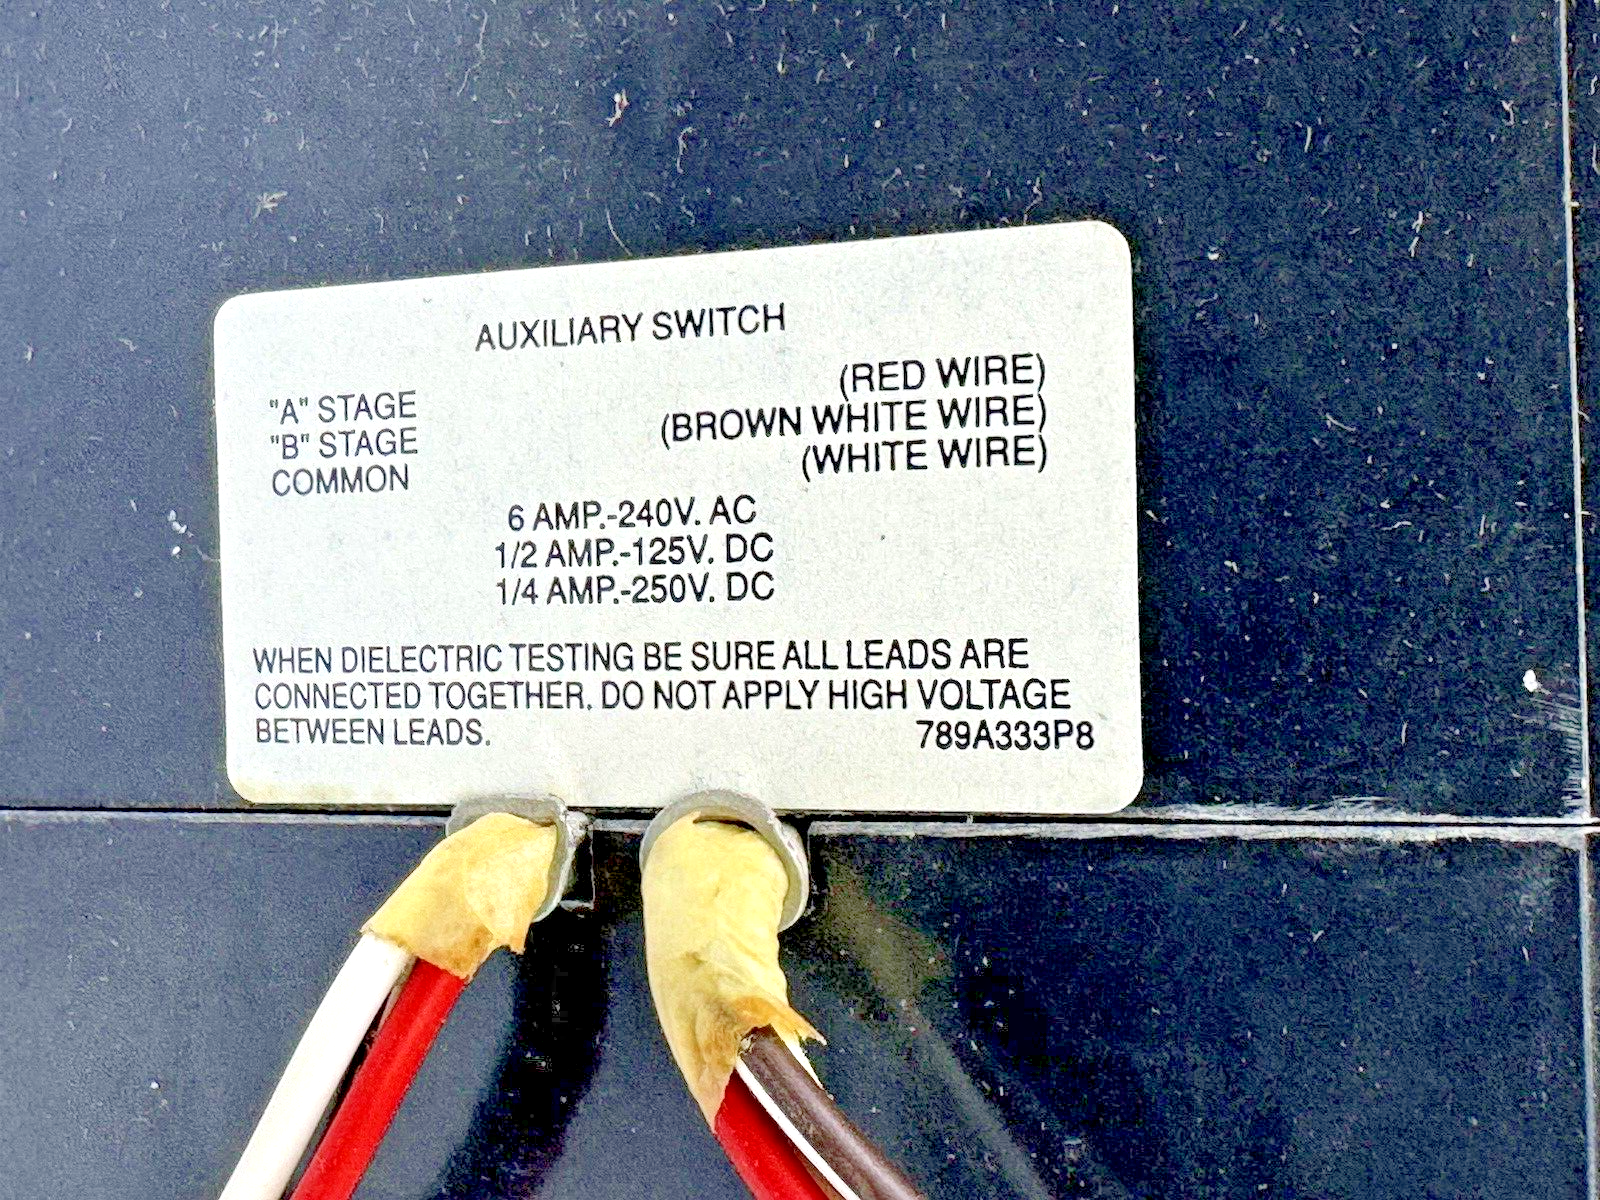 AUXILIARY SWITCH
"A" STAGE (RED WIRE)
"B" STAGE (BROWN WHITE WIRE)
COMMON (WHITE WIRE)
6 AMP.-240V. AC
1/2 AMP.-125V. DC
1/4 AMP.-250V. DC
WHEN DIELECTRIC TESTING BE SURE ALL LEADS ARE
CONNECTED TOGETHER. DO NOT APPLY HIGH VOLTAGE
BETWEEN LEADS. 789A333P8